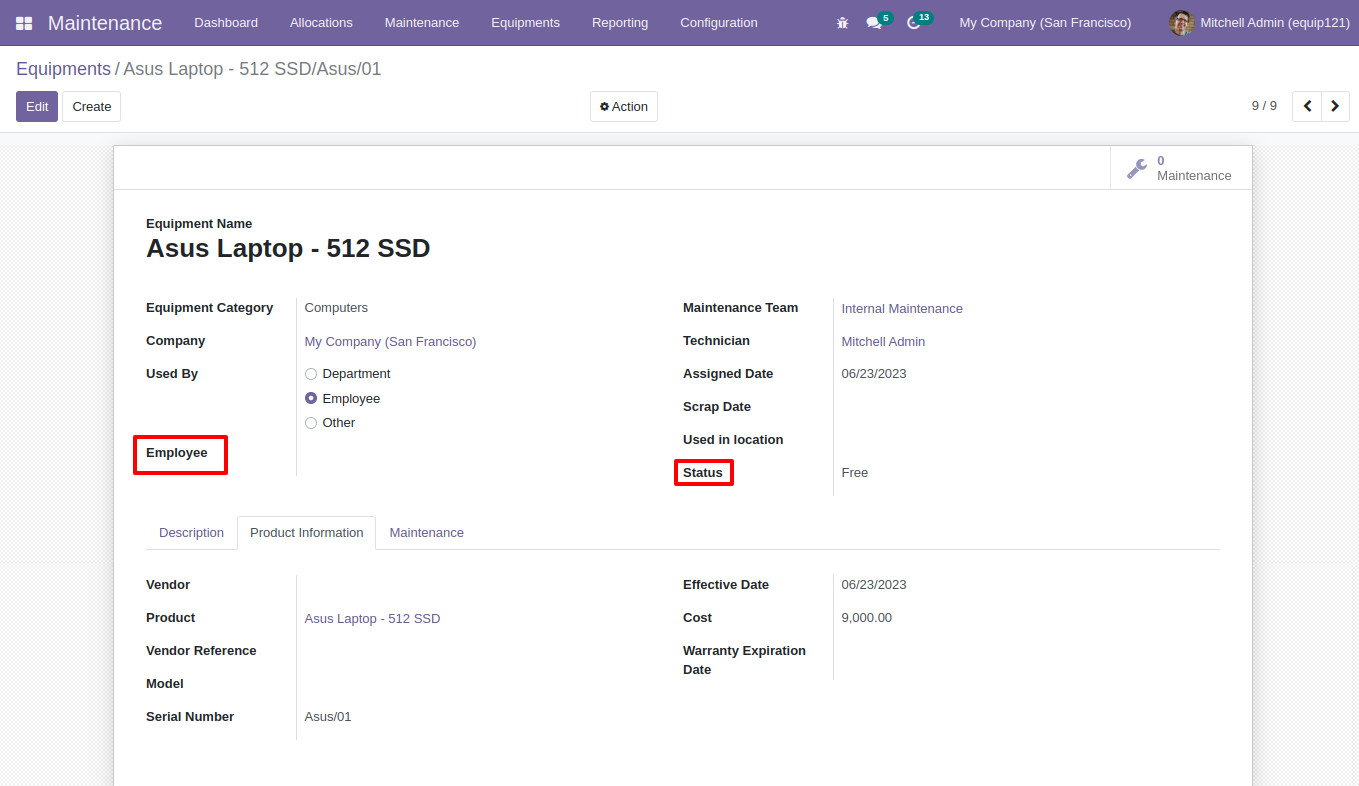 Maintenance Dashboard Allocations Maintenance Equipments Reporting Configuration 5 13 My Company (San Francisco) Mitchell Admin (equip121)
Equipments / Asus Laptop - 512 SSD/Asus/01
Edit Create Action 9 / 9
0
Maintenance
Equipment Name
Asus Laptop - 512 SSD
Equipment Category Computers Maintenance Team Internal Maintenance
Company My Company (San Francisco) Technician Mitchell Admin
Used By Department Assigned Date 06/23/2023
Employee Scrap Date
Other Used in location
Employee Status Free
Description Product Information Maintenance
Vendor Effective Date 06/23/2023
Product Asus Laptop - 512 SSD Cost 9,000.00
Vendor Reference Warranty Expiration
Date
Model
Serial Number Asus/01